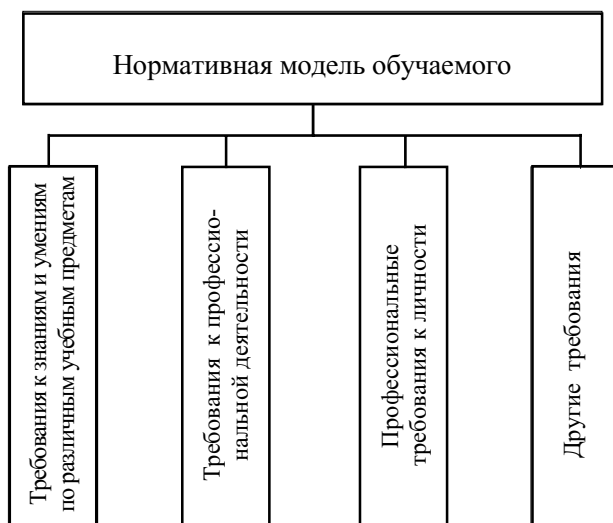 Нормативная модель обучаемого
Требования к знаниям и умениям
по различным учебным предметам
Требования к профессио-
нальной деятельности
Профессиональные
требования к личности
Другие требования